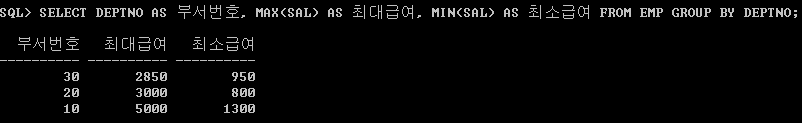 SQL> SELECT DEPTNO AS 부서번호, MAX(SAL) AS 최대급여, MIN(SAL) AS 최소급여 FROM EMP GROUP BY DEPTNO;
부서번호 최대급여 최소급여
---------- ---------- ----------
30 2850 950
20 3000 800
10 5000 1300